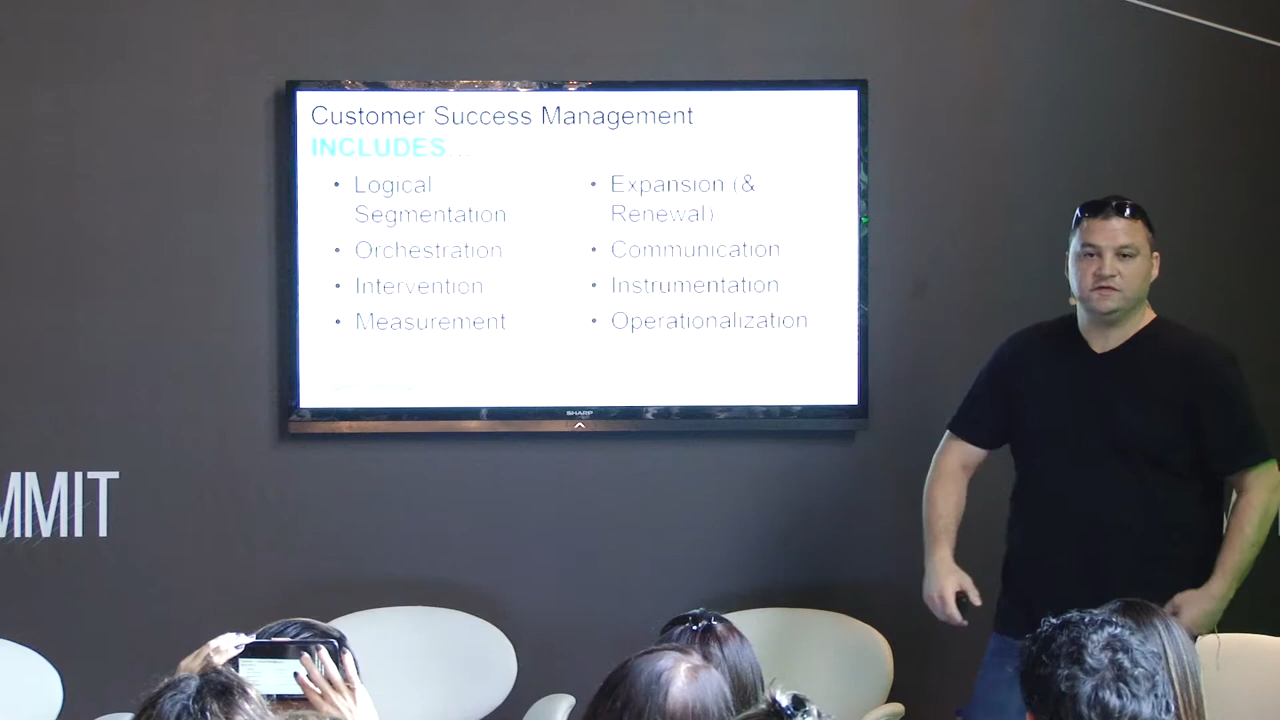 Customer Success Management
INCLUDES...
• Logical
Segmentation
• Orchestration
• Intervention
• Measurement
• Expansion (&
Renewal)
• Communication
• Instrumentation
• Operationalization
SHARP
MMIT